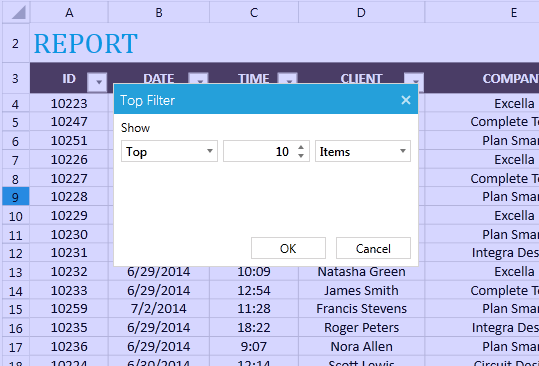 A B C D E
2 REPORT
3 ID DATE TIME CLIENT COMPAN
Top Filter
Show
Top 10 Items
OK Cancel
4 10223 Excella
5 10247 Complete T
6 10251 Plan Smar
7 10226 Excella
8 10227 Complete T
9 10228 Plan Smar
10 10229 Excella
11 10230 Plan Smar
12 10231 Integra Des
13 10232 6/29/2014 10:09 Natasha Green Excella
14 10233 6/29/2014 12:54 James Smith Complete T
15 10259 7/2/2014 11:28 Francis Stevens Plan Smar
16 10235 6/29/2014 18:22 Roger Peters Integra Des
17 10236 6/29/2014 9:07 Nora Allen Plan Smar
18 10224 6/30/2014 12:14 Scott Lewis Circuit Desi